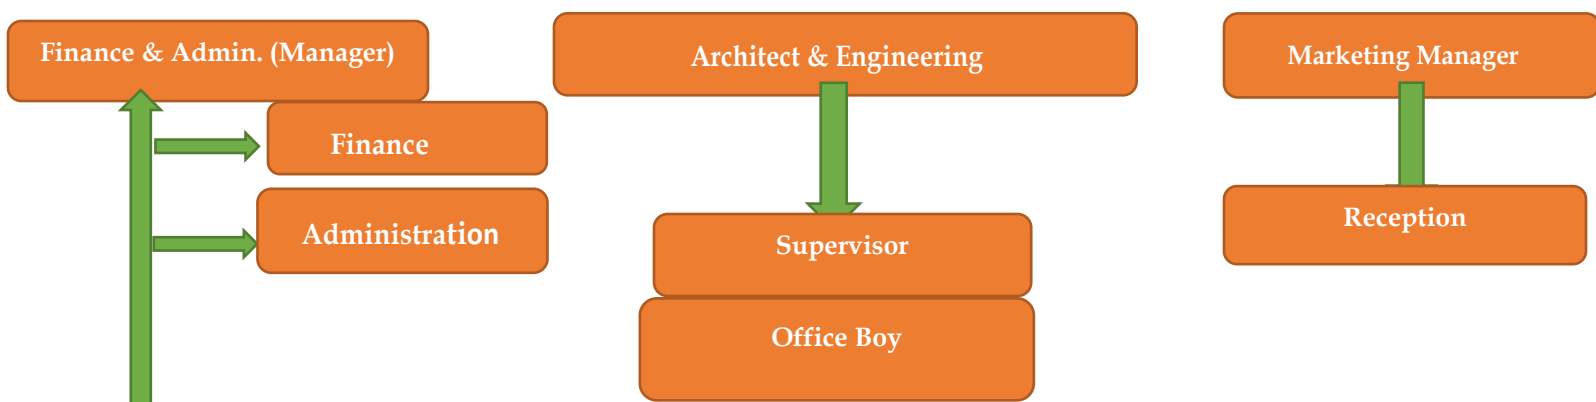 Finance & Admin. (Manager)
Architect & Engineering
Marketing Manager
Finance
Administration
Supervisor
Reception
Office Boy